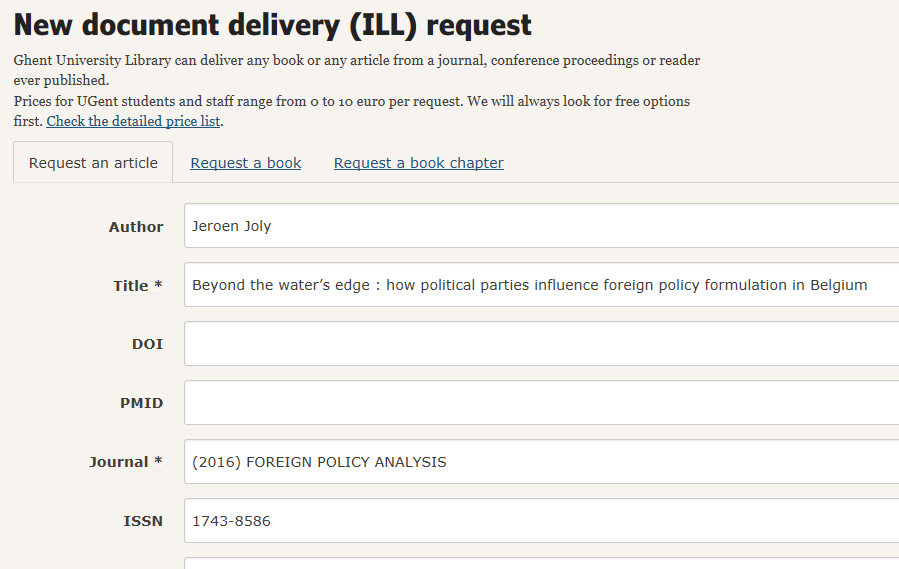 New document delivery (ILL) request
Ghent University Library can deliver any book or any article from a journal, conference proceedings or reader
ever published.
Prices for UGent students and staff range from 0 to 10 euro per request. We will always look for free options
first. Check the detailed price list.
Request an article Request a book Request a book chapter
Author Jeroen Joly
Title * Beyond the water’s edge : how political parties influence foreign policy formulation in Belgium
DOI
PMID
Journal * (2016) FOREIGN POLICY ANALYSIS
ISSN 1743-8586